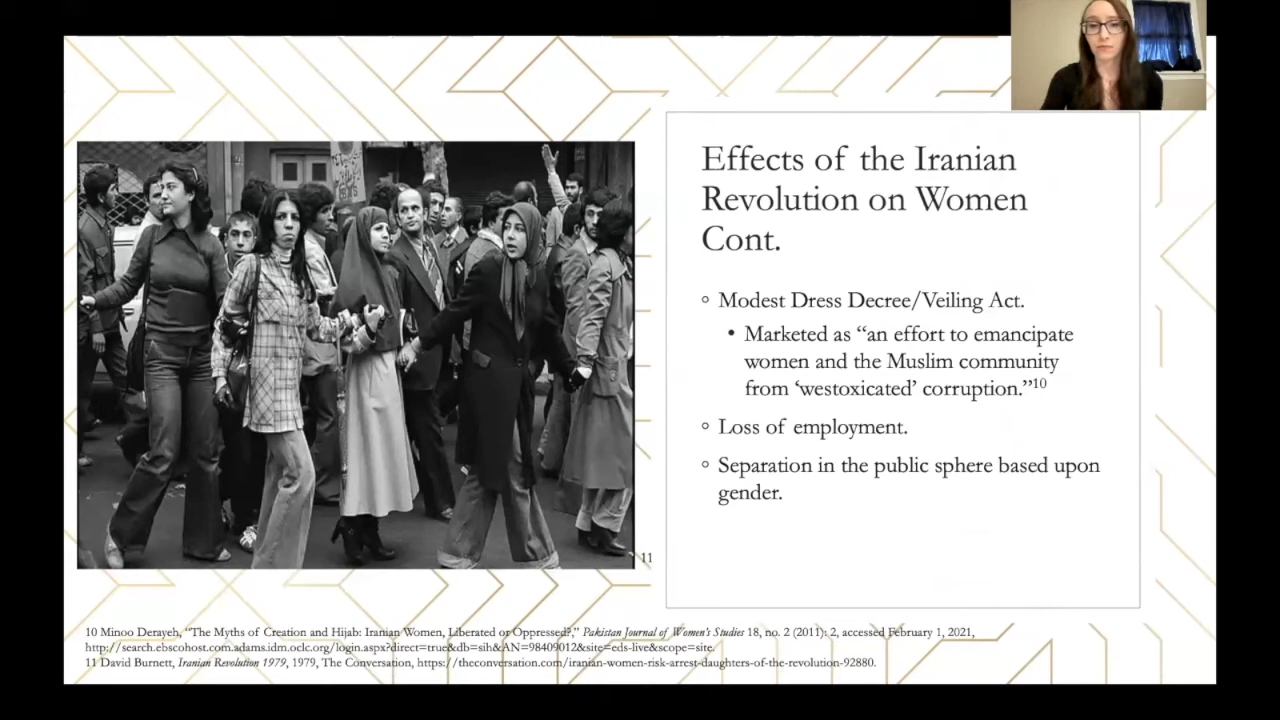 Effects of the Iranian
Revolution on Women
Cont.
◦ Modest Dress Decree/Veiling Act.
• Marketed as “an effort to emancipate
women and the Muslim community
from ‘westoxicated’ corruption.”10
◦ Loss of employment.
◦ Separation in the public sphere based upon
gender.
11
10 Minoo Derayeh, “The Myths of Creation and Hijab: Iranian Women, Liberated or Oppressed?,” Pakistan Journal of Women's Studies 18, no. 2 (2011): 2, accessed February 1, 2021,
http://search.ebscohost.com.adams.idm.oclc.org/login.aspx?direct=true&db=sih&AN=98409012&site=eds-live&scope=site.
11 David Burnett, Iranian Revolution 1979, 1979, The Conversation, https://theconversation.com/iranian-women-risk-arrest-daughters-of-the-revolution-92880.